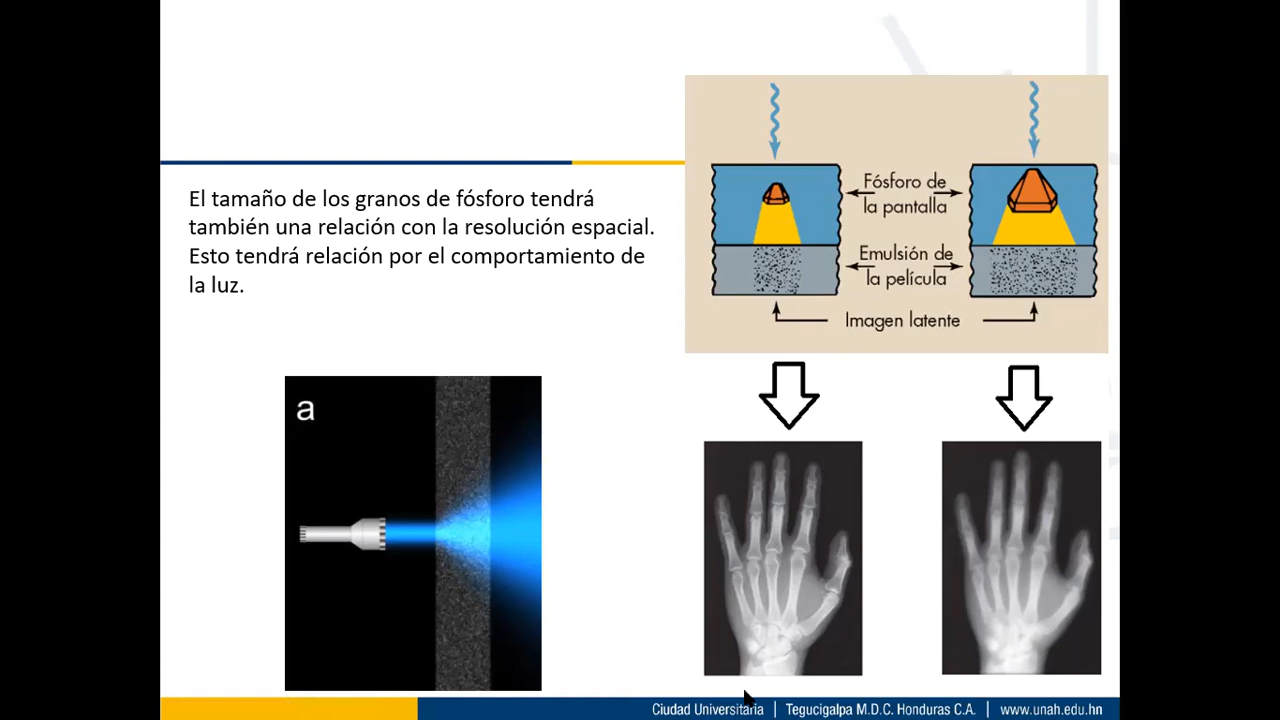 El tamaño de los granos de fósforo tendrá
también una relación con la resolución espacial.
Esto tendrá relación por el comportamiento de
la luz.
Fósforo de
la pantalla
Emulsión de
la película
Imagen latente
a
Ciudad Universitaria | Tegucigalpa M.D.C. Honduras C.A. | www.unah.edu.hn